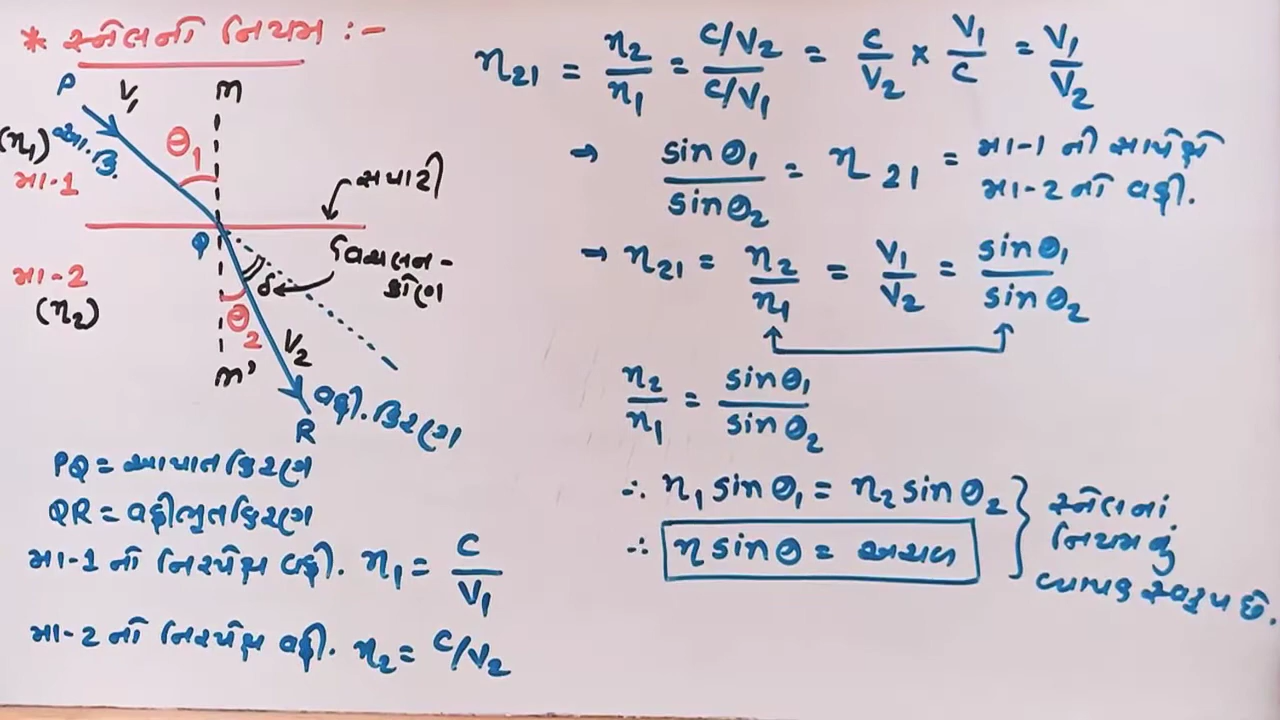 * સ્નેલનો નિયમ :-
P
V₁
M
(n₁) આ.કિ.
θ₁
મા-1
સપાટી
Q
મા-2
(n₂)
δ
વિચલન-
કોણ
θ₂
V₂
M'
R
વક્રી.કિરણ
PQ = આપાતકિરણ
QR = વક્રીભૂતકિરણ
મા-1 નો નિરપેક્ષ વક્રી. n₁ = C/V₁
મા-2 નો નિરપેક્ષ વક્રી. n₂ = C/V₂
n₂₁ = n₂/n₁ = (C/V₂)/(C/V₁) = C/V₂ × V₁/C = V₁/V₂
→ sinθ₁/sinθ₂ = n₂₁ = મા-1 ની સાપેક્ષે
મા-2 નો વક્રી.
→ n₂₁ = n₂/n₁ = V₁/V₂ = sinθ₁/sinθ₂
n₂/n₁ = sinθ₁/sinθ₂
∴ n₁ sinθ₁ = n₂ sinθ₂
∴ n sinθ = અચળ
સ્નેલનાં
નિયમનું
વ્યાપક સ્વરૂપ છે.